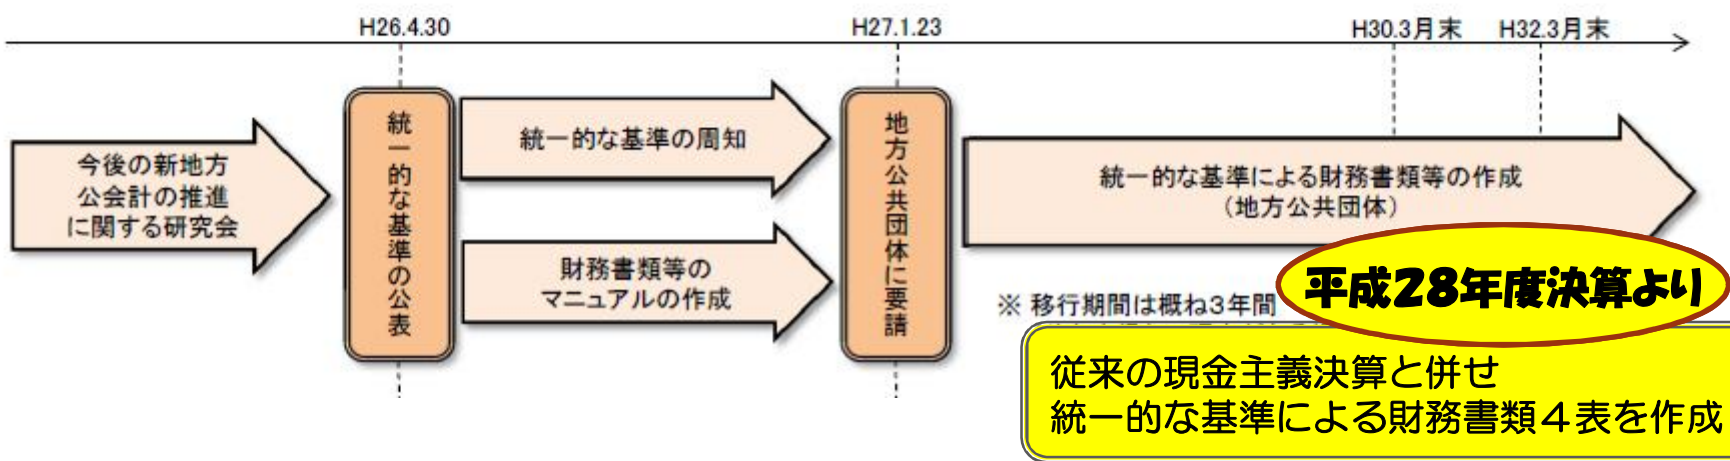 H26.4.30
H27.1.23
H30.3月末
H32.3月末
今後の新地方
公会計の推進
に関する研究会
統一的な基準の公表
統一的な基準の周知
財務書類等の
マニュアルの作成
地方公共団体に要請
統一的な基準による財務書類等の作成
（地方公共団体）
※ 移行期間は概ね3年間
平成28年度決算より
従来の現金主義決算と併せ
統一的な基準による財務書類４表を作成